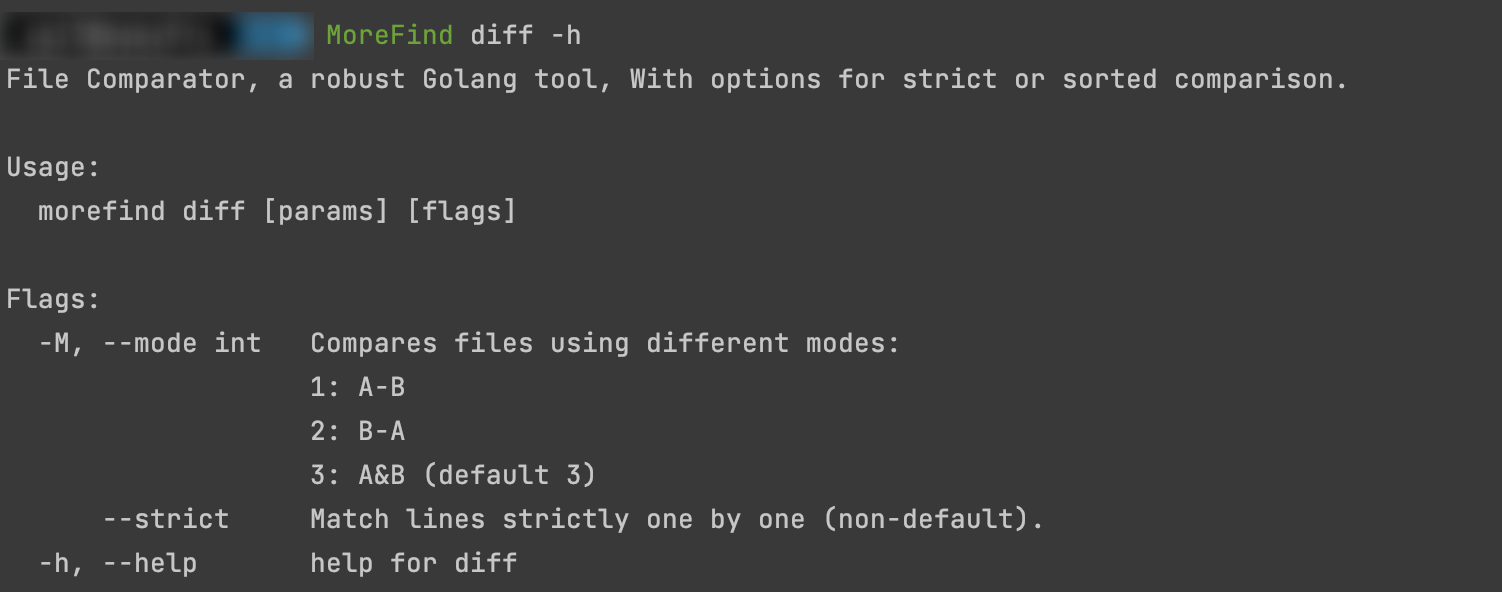 MoreFind diff -h
File Comparator, a robust Golang tool, With options for strict or sorted comparison.
Usage:
  morefind diff [params] [flags]
Flags:
  -M, --mode int   Compares files using different modes:
                   1: A-B
                   2: B-A
                   3: A&B (default 3)
      --strict     Match lines strictly one by one (non-default).
  -h, --help       help for diff